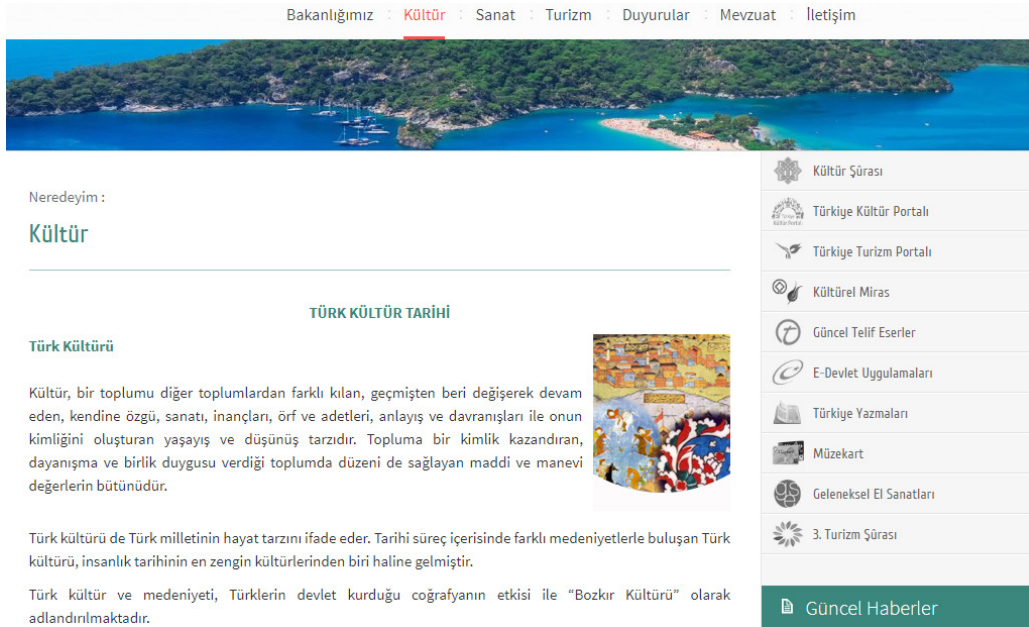 Bakanlığımız : Kültür : Sanat : Turizm : Duyurular : Mevzuat : İletişim
Neredeyim :
Kültür
TÜRK KÜLTÜR TARİHİ
Türk Kültürü
Kültür, bir toplumu diğer toplumlardan farklı kılan, geçmişten beri değişerek devam
eden, kendine özgü, sanatı, inançları, örf ve adetleri, anlayış ve davranışları ile onun
kimliğini oluşturan yaşayış ve düşünüş tarzıdır. Topluma bir kimlik kazandıran,
dayanışma ve birlik duygusu verdiği toplumda düzeni de sağlayan maddi ve manevi
değerlerin bütünüdür.
Türk kültürü de Türk milletinin hayat tarzını ifade eder. Tarihi süreç içerisinde farklı medeniyetlerle buluşan Türk
kültürü, insanlık tarihinin en zengin kültürlerinden biri haline gelmiştir.
Türk kültür ve medeniyeti, Türklerin devlet kurduğu coğrafyanın etkisi ile “Bozkır Kültürü” olarak
adlandırılmaktadır.
Kültür Şûrası
Türkiye Kültür Portalı
Türkiye Turizm Portalı
Kültürel Miras
Güncel Telif Eserler
E-Devlet Uygulamaları
Türkiye Yazmaları
Müzekart
Geleneksel El Sanatları
3. Turizm Şûrası
Güncel Haberler